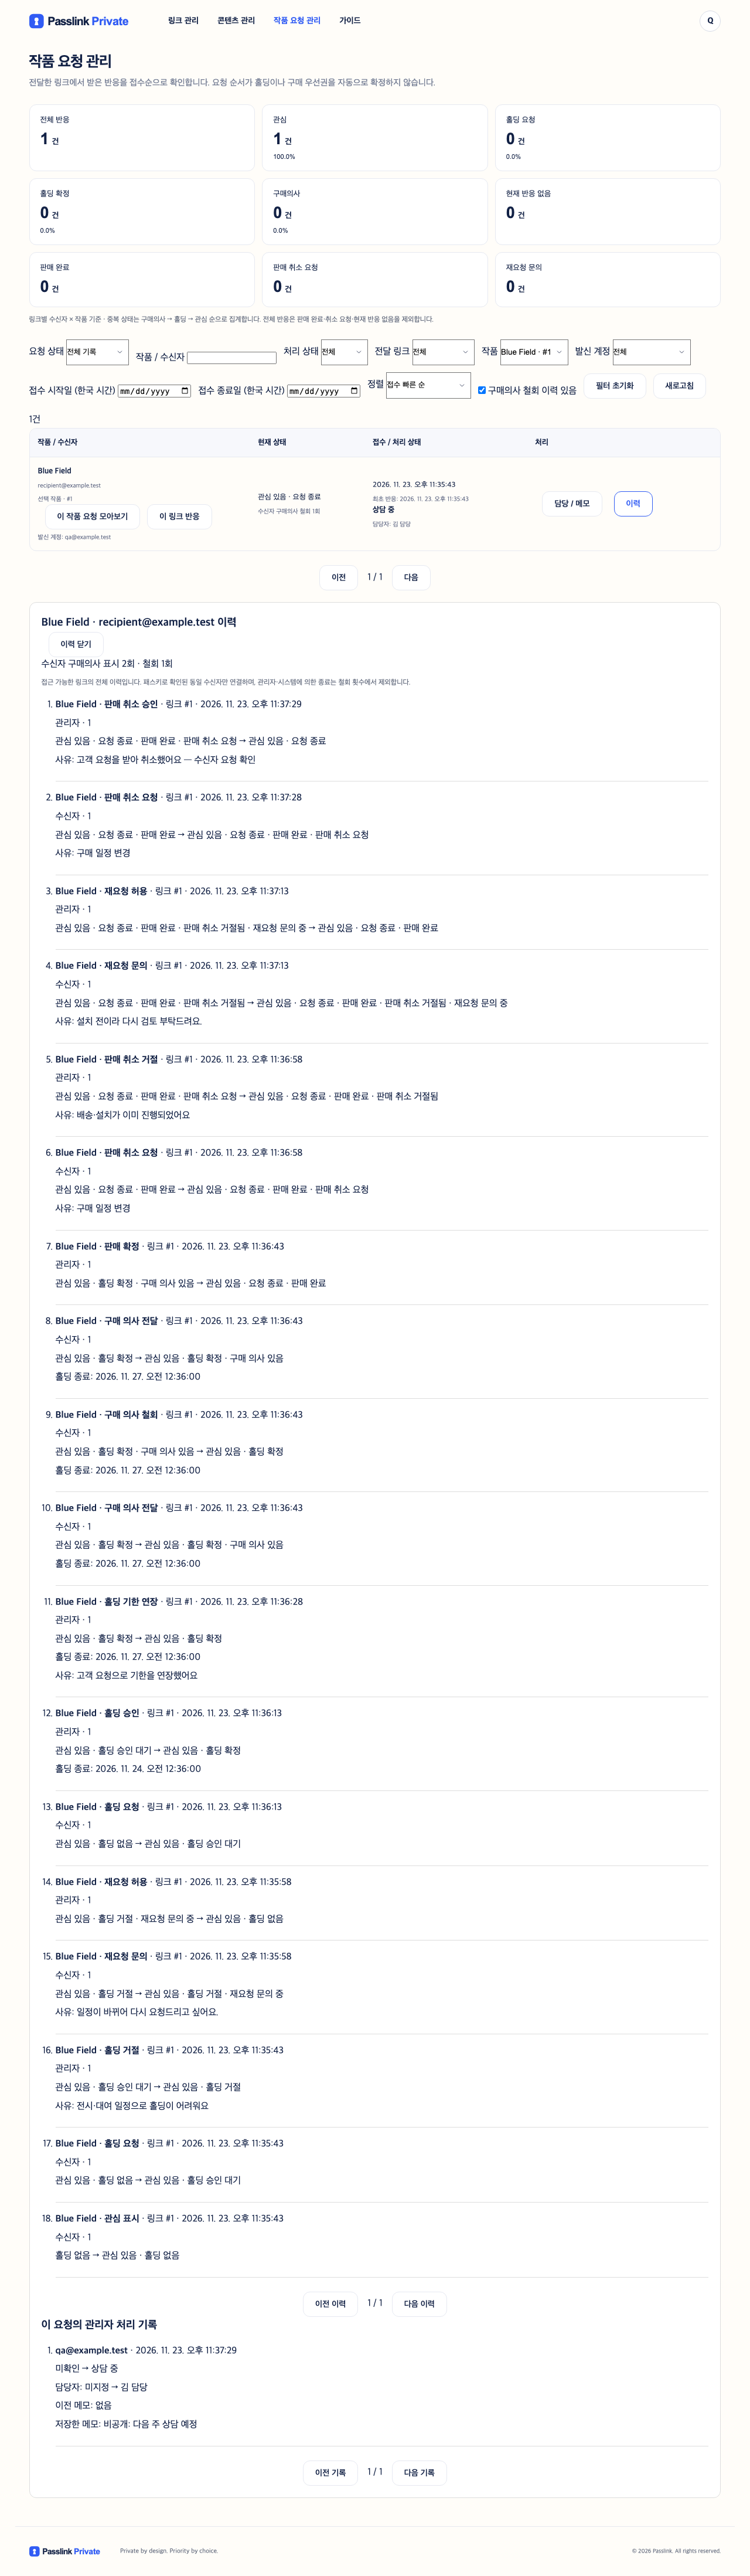 Passlink Private
링크 관리 콘텐츠 관리 작품 요청 관리 가이드
Q
작품 요청 관리
전달한 링크에서 받은 반응을 접수순으로 확인합니다. 요청 순서가 홀딩이나 구매 우선권을 자동으로 확정하지 않습니다.
전체 반응
1 건
관심
1 건
100.0%
홀딩 요청
0 건
0.0%
홀딩 확정
0 건
0.0%
구매의사
0 건
0.0%
현재 반응 없음
0 건
판매 완료
0 건
판매 취소 요청
0 건
재요청 문의
0 건
링크별 수신자 × 작품 기준 · 중복 상태는 구매의사 → 홀딩 → 관심 순으로 집계합니다. 전체 반응은 판매 완료·취소 요청·현재 반응 없음을 제외합니다.
요청 상태 전체 기록 작품 / 수신자 처리 상태 전체 전달 링크 전체 작품 Blue Field · #1 발신 계정 전체
접수 시작일 (한국 시간) mm/dd/yyyy 접수 종료일 (한국 시간) mm/dd/yyyy 정렬 접수 빠른 순 구매의사 철회 이력 있음 필터 초기화 새로고침
1건
작품 / 수신자 현재 상태 접수 / 처리 상태 처리
Blue Field
recipient@example.test
선택 작품 · #1
이 작품 요청 모아보기 이 링크 반응
발신 계정: qa@example.test
관심 있음 · 요청 종료
수신자 구매의사 철회 1회
2026. 11. 23. 오후 11:35:43
최초 반응: 2026. 11. 23. 오후 11:35:43
상담 중
담당자: 김 담당
담당 / 메모 이력
이전 1 / 1 다음
Blue Field · recipient@example.test 이력
이력 닫기
수신자 구매의사 표시 2회 · 철회 1회
접근 가능한 링크의 전체 이력입니다. 패스키로 확인된 동일 수신자만 연결하며, 관리자·시스템에 의한 종료는 철회 횟수에서 제외합니다.
1. Blue Field · 판매 취소 승인 · 링크 #1 · 2026. 11. 23. 오후 11:37:29
관리자 · 1
관심 있음 · 요청 종료 · 판매 완료 · 판매 취소 요청 → 관심 있음 · 요청 종료
사유: 고객 요청을 받아 취소했어요 — 수신자 요청 확인
2. Blue Field · 판매 취소 요청 · 링크 #1 · 2026. 11. 23. 오후 11:37:28
수신자 · 1
관심 있음 · 요청 종료 · 판매 완료 → 관심 있음 · 요청 종료 · 판매 완료 · 판매 취소 요청
사유: 구매 일정 변경
3. Blue Field · 재요청 허용 · 링크 #1 · 2026. 11. 23. 오후 11:37:13
관리자 · 1
관심 있음 · 요청 종료 · 판매 완료 · 판매 취소 거절됨 · 재요청 문의 중 → 관심 있음 · 요청 종료 · 판매 완료
4. Blue Field · 재요청 문의 · 링크 #1 · 2026. 11. 23. 오후 11:37:13
수신자 · 1
관심 있음 · 요청 종료 · 판매 완료 · 판매 취소 거절됨 → 관심 있음 · 요청 종료 · 판매 완료 · 판매 취소 거절됨 · 재요청 문의 중
사유: 설치 전이라 다시 검토 부탁드려요.
5. Blue Field · 판매 취소 거절 · 링크 #1 · 2026. 11. 23. 오후 11:36:58
관리자 · 1
관심 있음 · 요청 종료 · 판매 완료 · 판매 취소 요청 → 관심 있음 · 요청 종료 · 판매 완료 · 판매 취소 거절됨
사유: 배송·설치가 이미 진행되었어요
6. Blue Field · 판매 취소 요청 · 링크 #1 · 2026. 11. 23. 오후 11:36:58
수신자 · 1
관심 있음 · 요청 종료 · 판매 완료 → 관심 있음 · 요청 종료 · 판매 완료 · 판매 취소 요청
사유: 구매 일정 변경
7. Blue Field · 판매 확정 · 링크 #1 · 2026. 11. 23. 오후 11:36:43
관리자 · 1
관심 있음 · 홀딩 확정 · 구매 의사 있음 → 관심 있음 · 요청 종료 · 판매 완료
8. Blue Field · 구매 의사 전달 · 링크 #1 · 2026. 11. 23. 오후 11:36:43
수신자 · 1
관심 있음 · 홀딩 확정 → 관심 있음 · 홀딩 확정 · 구매 의사 있음
홀딩 종료: 2026. 11. 27. 오전 12:36:00
9. Blue Field · 구매 의사 철회 · 링크 #1 · 2026. 11. 23. 오후 11:36:43
수신자 · 1
관심 있음 · 홀딩 확정 · 구매 의사 있음 → 관심 있음 · 홀딩 확정
홀딩 종료: 2026. 11. 27. 오전 12:36:00
10. Blue Field · 구매 의사 전달 · 링크 #1 · 2026. 11. 23. 오후 11:36:43
수신자 · 1
관심 있음 · 홀딩 확정 → 관심 있음 · 홀딩 확정 · 구매 의사 있음
홀딩 종료: 2026. 11. 27. 오전 12:36:00
11. Blue Field · 홀딩 기한 연장 · 링크 #1 · 2026. 11. 23. 오후 11:36:28
관리자 · 1
관심 있음 · 홀딩 확정 → 관심 있음 · 홀딩 확정
홀딩 종료: 2026. 11. 27. 오전 12:36:00
사유: 고객 요청으로 기한을 연장했어요
12. Blue Field · 홀딩 승인 · 링크 #1 · 2026. 11. 23. 오후 11:36:13
관리자 · 1
관심 있음 · 홀딩 승인 대기 → 관심 있음 · 홀딩 확정
홀딩 종료: 2026. 11. 24. 오전 12:36:00
13. Blue Field · 홀딩 요청 · 링크 #1 · 2026. 11. 23. 오후 11:36:13
수신자 · 1
관심 있음 · 홀딩 없음 → 관심 있음 · 홀딩 승인 대기
14. Blue Field · 재요청 허용 · 링크 #1 · 2026. 11. 23. 오후 11:35:58
관리자 · 1
관심 있음 · 홀딩 거절 · 재요청 문의 중 → 관심 있음 · 홀딩 없음
15. Blue Field · 재요청 문의 · 링크 #1 · 2026. 11. 23. 오후 11:35:58
수신자 · 1
관심 있음 · 홀딩 거절 → 관심 있음 · 홀딩 거절 · 재요청 문의 중
사유: 일정이 바뀌어 다시 요청드리고 싶어요.
16. Blue Field · 홀딩 거절 · 링크 #1 · 2026. 11. 23. 오후 11:35:43
관리자 · 1
관심 있음 · 홀딩 승인 대기 → 관심 있음 · 홀딩 거절
사유: 전시·대여 일정으로 홀딩이 어려워요
17. Blue Field · 홀딩 요청 · 링크 #1 · 2026. 11. 23. 오후 11:35:43
수신자 · 1
관심 있음 · 홀딩 없음 → 관심 있음 · 홀딩 승인 대기
18. Blue Field · 관심 표시 · 링크 #1 · 2026. 11. 23. 오후 11:35:43
수신자 · 1
홀딩 없음 → 관심 있음 · 홀딩 없음
이전 이력 1 / 1 다음 이력
이 요청의 관리자 처리 기록
1. qa@example.test · 2026. 11. 23. 오후 11:37:29
미확인 → 상담 중
담당자: 미지정 → 김 담당
이전 메모: 없음
저장한 메모: 비공개: 다음 주 상담 예정
이전 기록 1 / 1 다음 기록
Passlink Private
Private by design. Priority by choice.
© 2026 Passlink. All rights reserved.